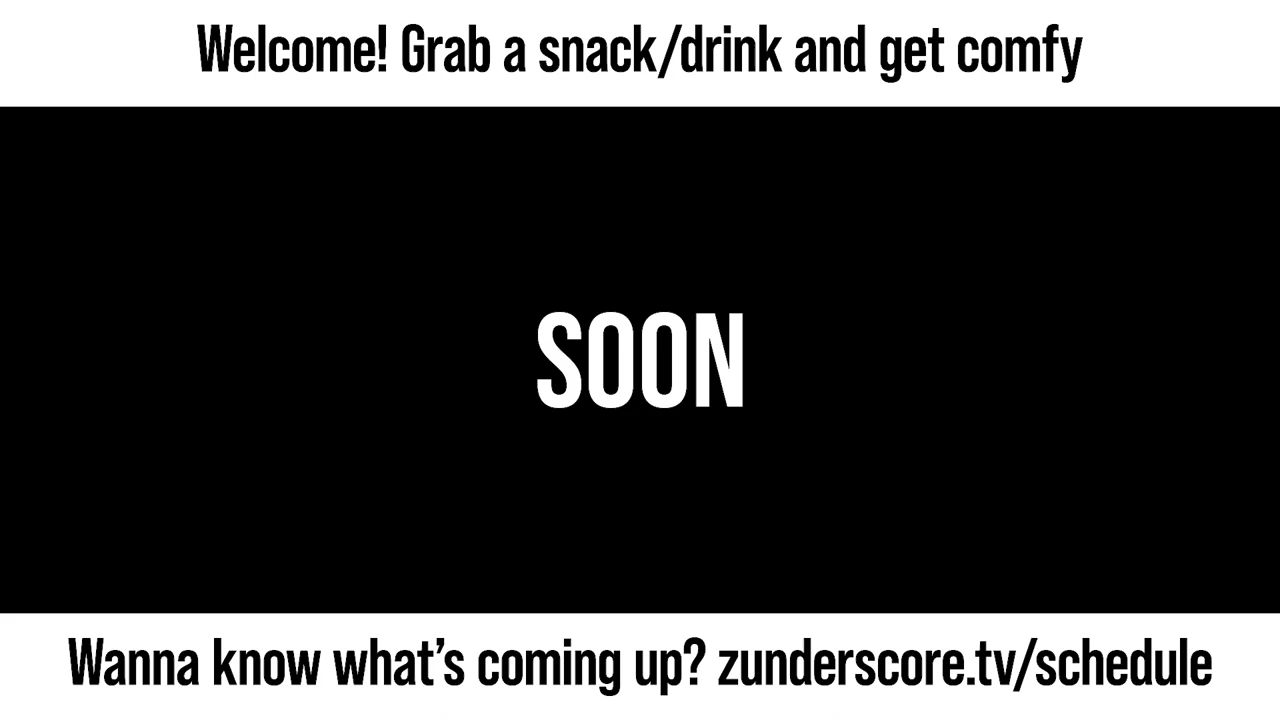 Welcome! Grab a snack/drink and get comfy
SOON
Wanna know what’s coming up? zunderscore.tv/schedule